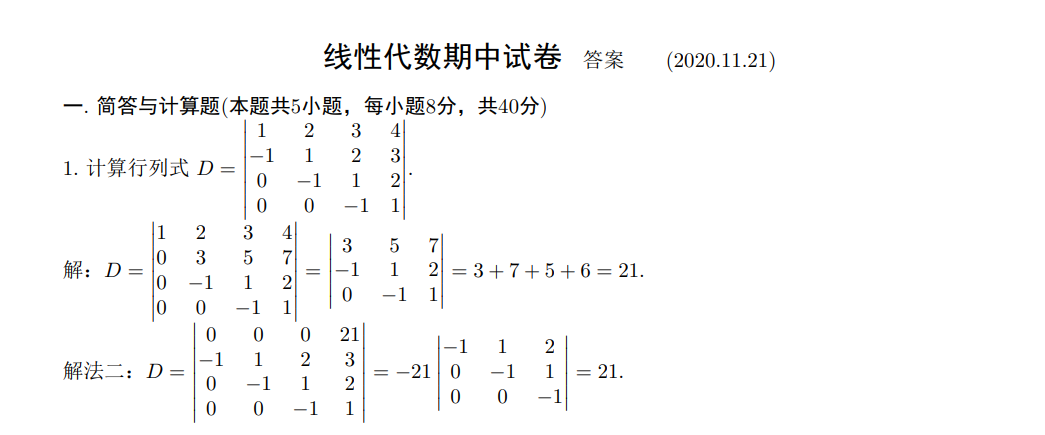 线性代数期中试卷 答案 (2020.11.21)
一. 简答与计算题(本题共5小题，每小题8分，共40分)
1. 计算行列式 $D = \begin{vmatrix} 1 & 2 & 3 & 4 \\ -1 & 1 & 2 & 3 \\ 0 & -1 & 1 & 2 \\ 0 & 0 & -1 & 1 \end{vmatrix}.$
解：$D = \begin{vmatrix} 1 & 2 & 3 & 4 \\ 0 & 3 & 5 & 7 \\ 0 & -1 & 1 & 2 \\ 0 & 0 & -1 & 1 \end{vmatrix} = \begin{vmatrix} 3 & 5 & 7 \\ -1 & 1 & 2 \\ 0 & -1 & 1 \end{vmatrix} = 3 + 7 + 5 + 6 = 21.$
解法二：$D = \begin{vmatrix} 0 & 0 & 0 & 21 \\ -1 & 1 & 2 & 3 \\ 0 & -1 & 1 & 2 \\ 0 & 0 & -1 & 1 \end{vmatrix} = -21 \begin{vmatrix} -1 & 1 & 2 \\ 0 & -1 & 1 \\ 0 & 0 & -1 \end{vmatrix} = 21.$